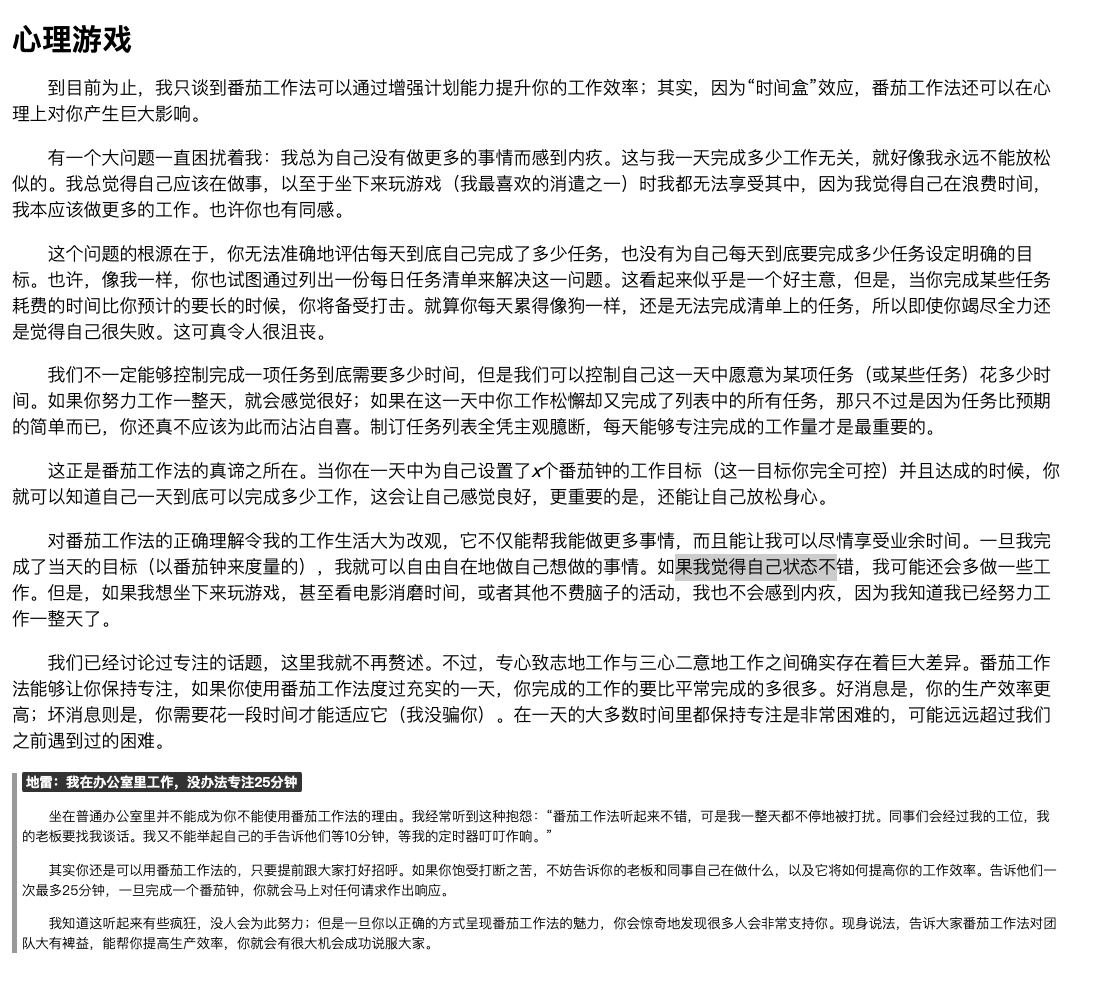 心理游戏
到目前为止，我只谈到番茄工作法可以通过增强计划能力提升你的工作效率；其实，因为“时间盒”效应，番茄工作法还可以在心
理上对你产生巨大影响。
有一个大问题一直困扰着我：我总为自己没有做更多的事情而感到内疚。这与我一天完成多少工作无关，就好像我永远不能放松
似的。我总觉得自己应该在做事，以至于坐下来玩游戏（我最喜欢的消遣之一）时我都无法享受其中，因为我觉得自己在浪费时间，
我本应该做更多的工作。也许你也有同感。
这个问题的根源在于，你无法准确地评估每天到底自己完成了多少任务，也没有为自己每天到底要完成多少任务设定明确的目
标。也许，像我一样，你也试图通过列出一份每日任务清单来解决这一问题。这看起来似乎是一个好主意，但是，当你完成某些任务
耗费的时间比你预计的要长的时候，你将备受打击。就算你每天累得像狗一样，还是无法完成清单上的任务，所以即使你竭尽全力还
是觉得自己很失败。这可真令人很沮丧。
我们不一定能够控制完成一项任务到底需要多少时间，但是我们可以控制自己这一天中愿意为某项任务（或某些任务）花多少时
间。如果你努力工作一整天，就会感觉很好；如果在这一天中你工作松懈却又完成了列表中的所有任务，那只不过是因为任务比预期
的简单而已，你还真不应该为此而沾沾自喜。制订任务列表全凭主观臆断，每天能够专注完成的工作量才是最重要的。
这正是番茄工作法的真谛之所在。当你在一天中为自己设置了x个番茄钟的工作目标（这一目标你完全可控）并且达成的时候，你
就可以知道自己一天到底可以完成多少工作，这会让自己感觉良好，更重要的是，还能让自己放松身心。
对番茄工作法的正确理解令我的工作生活大为改观，它不仅能帮我能做更多事情，而且能让我可以尽情享受业余时间。一旦我完
成了当天的目标（以番茄钟来度量的），我就可以自由自在地做自己想做的事情。如果我觉得自己状态不错，我可能还会多做一些工
作。但是，如果我想坐下来玩游戏，甚至看电影消磨时间，或者其他不费脑子的活动，我也不会感到内疚，因为我知道我已经努力工
作一整天了。
我们已经讨论过专注的话题，这里我就不再赘述。不过，专心致志地工作与三心二意地工作之间确实存在着巨大差异。番茄工作
法能够让你保持专注，如果你使用番茄工作法度过充实的一天，你完成的工作的要比平常完成的多很多。好消息是，你的生产效率更
高；坏消息则是，你需要花一段时间才能适应它（我没骗你）。在一天的大多数时间里都保持专注是非常困难的，可能远远超过我们
之前遇到过的困难。
地雷：我在办公室里工作，没办法专注25分钟
坐在普通办公室里并不能成为你不能使用番茄工作法的理由。我经常听到这种抱怨：“番茄工作法听起来不错，可是我一整天都不停地被打扰。同事们会经过我的工位，我
的老板要找我谈话。我又不能举起自己的手告诉他们等10分钟，等我的定时器叮叮作响。”
其实你还是可以用番茄工作法的，只要提前跟大家打好招呼。如果你饱受打断之苦，不妨告诉你的老板和同事自己在做什么，以及它将如何提高你的工作效率。告诉他们一
次最多25分钟，一旦完成一个番茄钟，你就会马上对任何请求作出响应。
我知道这听起来有些疯狂，没人会为此努力；但是一旦你以正确的方式呈现番茄工作法的魅力，你会惊奇地发现很多人会非常支持你。现身说法，告诉大家番茄工作法对团
队大有裨益，能帮你提高生产效率，你就会有很大机会成功说服大家。